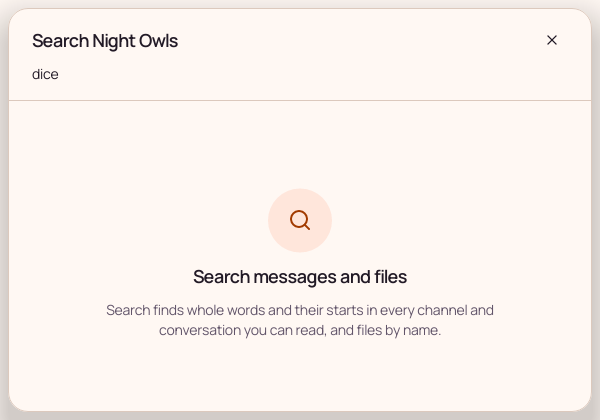 Search Night Owls
dice
Search messages and files
Search finds whole words and their starts in every channel and
conversation you can read, and files by name.